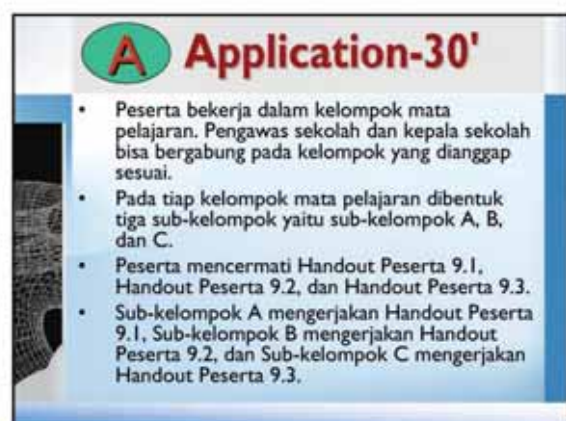 A Application-30'
• Peserta bekerja dalam kelompok mata
pelajaran. Pengawas sekolah dan kepala sekolah
bisa bergabung pada kelompok yang dianggap
sesuai.
• Pada tiap kelompok mata pelajaran dibentuk
tiga sub-kelompok yaitu sub-kelompok A, B,
dan C.
• Peserta mencermati Handout Peserta 9.1,
Handout Peserta 9.2, dan Handout Peserta 9.3.
• Sub-kelompok A mengerjakan Handout Peserta
9.1, Sub-kelompok B mengerjakan Handout
Peserta 9.2, dan Sub-kelompok C mengerjakan
Handout Peserta 9.3.